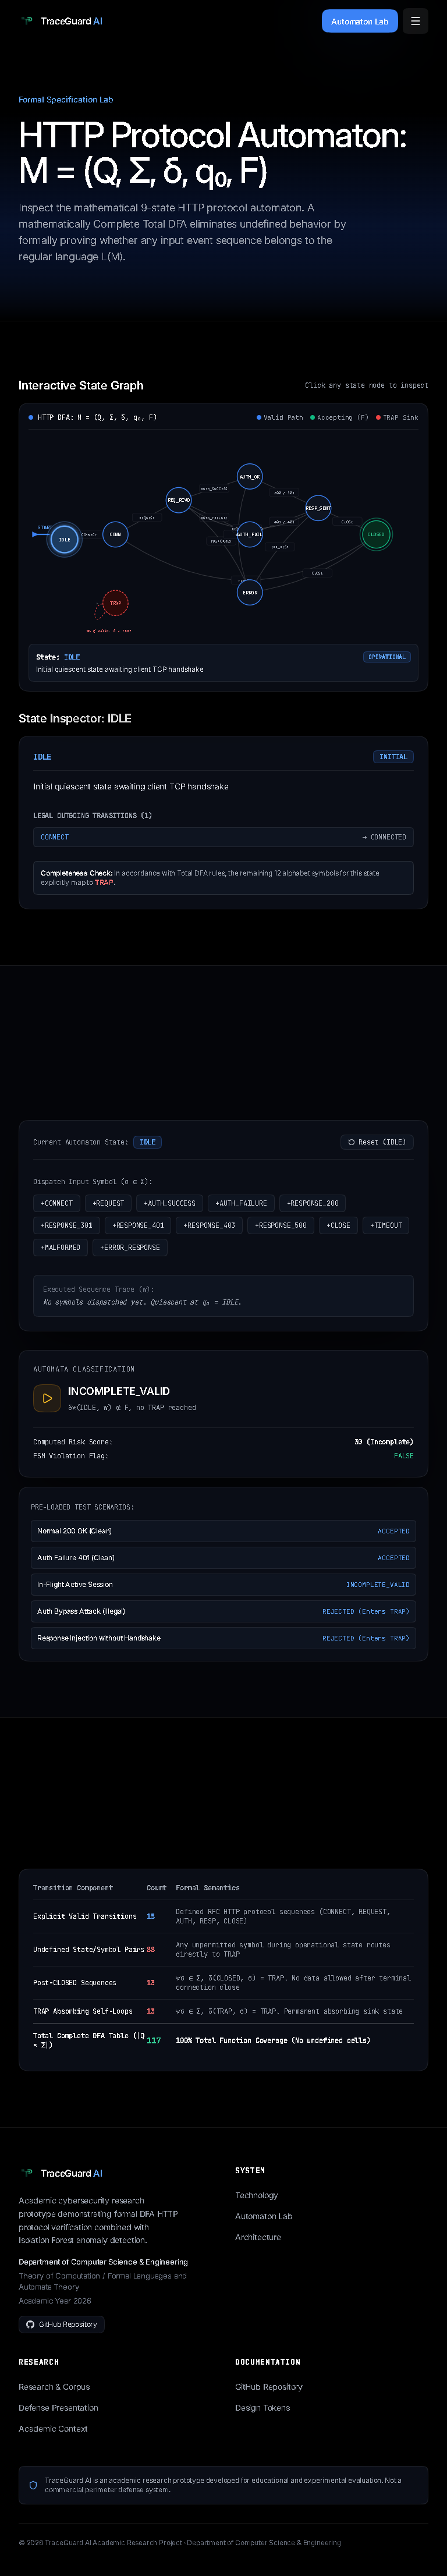 TraceGuard AI
Automaton Lab
Formal Specification Lab
HTTP Protocol Automaton:
M = (Q, Σ, δ, q₀, F)
Inspect the mathematical 9-state HTTP protocol automaton. A
mathematically Complete Total DFA eliminates undefined behavior by
formally proving whether any input event sequence belongs to the
regular language L(M).
Interactive State Graph
Click any state node to inspect
HTTP DFA: M = (Q, Σ, δ, q₀, F)
Valid Path
Accepting (F)
TRAP Sink
AUTH_OK
AUTH_SUCCESS
200 / 301
REQ_RCVD
RESP_SENT
REQUEST
CLOSE
START
IDLE
CONNECT
CONN
AUTH_FAIL
CLOSED
CLOSE
ERROR
TRAP
State: IDLE
OPERATIONAL
Initial quiescent state awaiting client TCP handshake
State Inspector: IDLE
IDLE
INITIAL
Initial quiescent state awaiting client TCP handshake
LEGAL OUTGOING TRANSITIONS (1)
CONNECT
→ CONNECTED
Completeness Check: In accordance with Total DFA rules, the remaining 12 alphabet symbols for this state
explicitly map to TRAP.
Current Automaton State: IDLE
Reset (IDLE)
Dispatch Input Symbol (σ ∈ Σ):
+CONNECT
+REQUEST
+AUTH_SUCCESS
+AUTH_FAILURE
+RESPONSE_200
+RESPONSE_301
+RESPONSE_401
+RESPONSE_403
+RESPONSE_500
+CLOSE
+TIMEOUT
+MALFORMED
+ERROR_RESPONSE
Executed Sequence Trace (w):
No symbols dispatched yet. Quiescent at q₀ = IDLE.
AUTOMATA CLASSIFICATION
INCOMPLETE_VALID
δ*(IDLE, w) ∉ F, no TRAP reached
Computed Risk Score:
30 (Incomplete)
FSM Violation Flag:
FALSE
PRE-LOADED TEST SCENARIOS:
Normal 200 OK (Clean)
ACCEPTED
Auth Failure 401 (Clean)
ACCEPTED
In-Flight Active Session
INCOMPLETE_VALID
Auth Bypass Attack (Illegal)
REJECTED (Enters TRAP)
Response Injection without Handshake
REJECTED (Enters TRAP)
Transition Component
Count
Formal Semantics
Explicit Valid Transitions
15
Defined RFC HTTP protocol sequences (CONNECT, REQUEST,
AUTH, RESP, CLOSE)
Undefined State/Symbol Pairs
Any unpermitted symbol during operational state routes
directly to TRAP
Post-CLOSED Sequences
13
∀σ ∈ Σ, δ(CLOSED, σ) = TRAP. No data allowed after terminal
connection close
TRAP Absorbing Self-Loops
13
∀σ ∈ Σ, δ(TRAP, σ) = TRAP. Permanent absorbing sink state
Total Complete DFA Table (|Q
× Σ|)
117
100% Total Function Coverage (No undefined cells)
TraceGuard AI
Academic cybersecurity research
prototype demonstrating formal DFA HTTP
protocol verification combined with
Isolation Forest anomaly detection.
Department of Computer Science & Engineering
Theory of Computation / Formal Languages and
Automata Theory
Academic Year 2026
GitHub Repository
SYSTEM
Technology
Automaton Lab
Architecture
RESEARCH
Research & Corpus
Defense Presentation
Academic Context
DOCUMENTATION
GitHub Repository
Design Tokens
TraceGuard AI is an academic research prototype developed for educational and experimental evaluation. Not a
commercial perimeter defense system.
© 2026 TraceGuard AI Academic Research Project · Department of Computer Science & Engineering